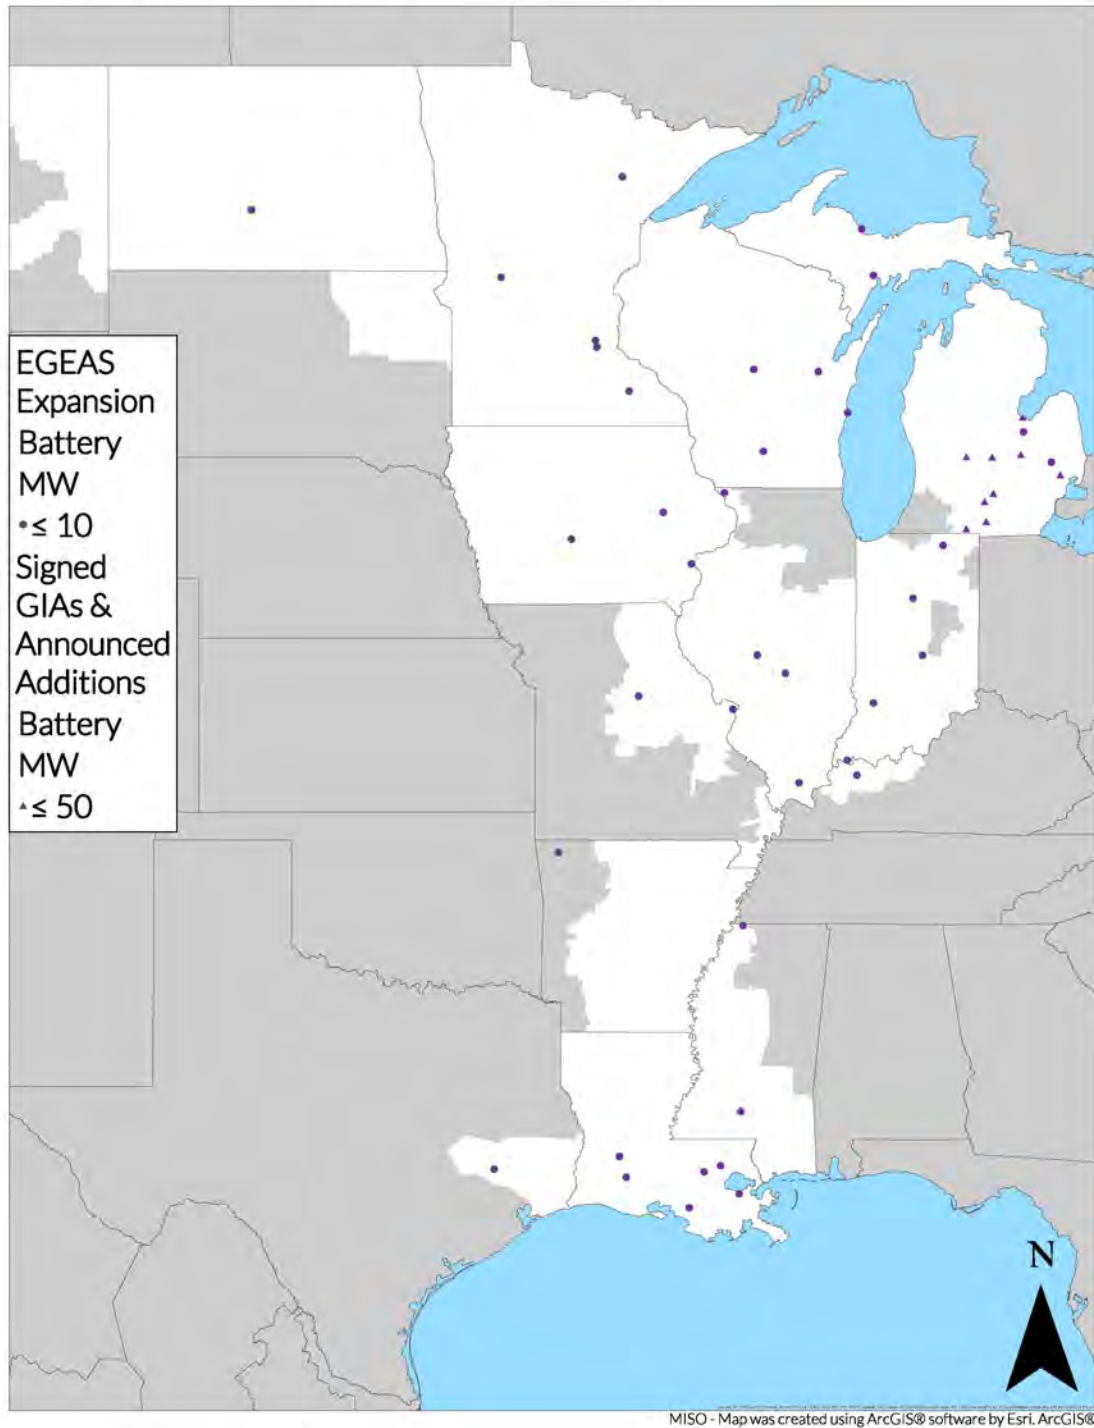 EGEAS
Expansion
Battery
MW
≤ 10
Signed
GIAs &
Announced
Additions
Battery
MW
≤ 50
N
MISO - Map was created using ArcGIS® software by Esri. ArcGIS®